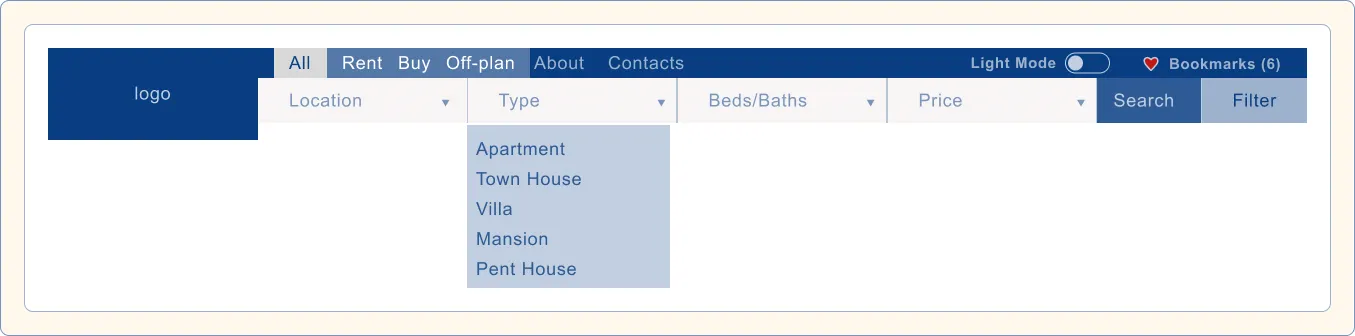 All Rent Buy Off-plan About Contacts Light Mode Bookmarks (6)
logo
Location Type Beds/Baths Price Search Filter
Apartment
Town House
Villa
Mansion
Pent House